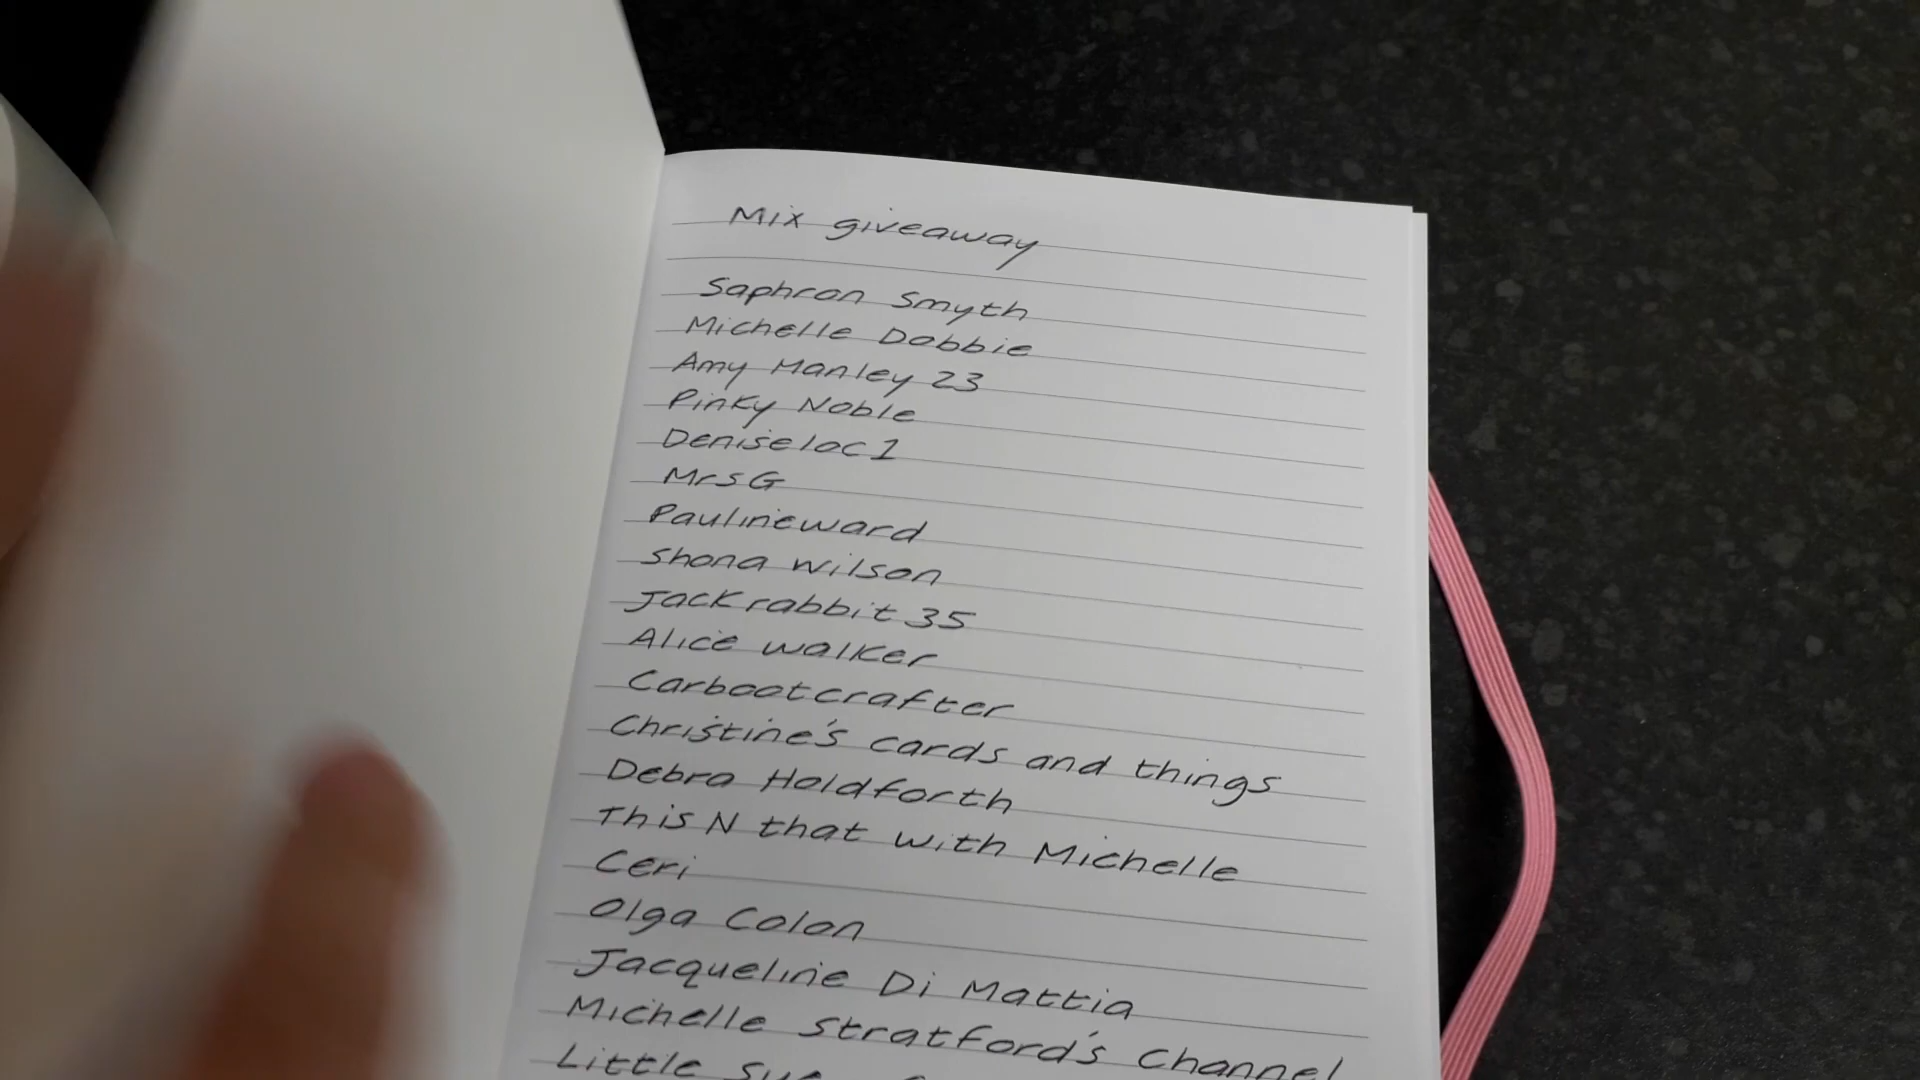 Mix giveaway
Saphron Smyth
Michelle Dobbie
Amy Manley 23
Pinky Noble
Deniselac1
MrsG
Paulineward
Shona Wilson
Jackrabbit35
Alice walker
Carbootcrafter
Christine's cards and things
Debra Holdforth
This N that with Michelle
Ceri
Olga Colon
Jacqueline Di Mattia
Michelle Stratford's Channel
Little